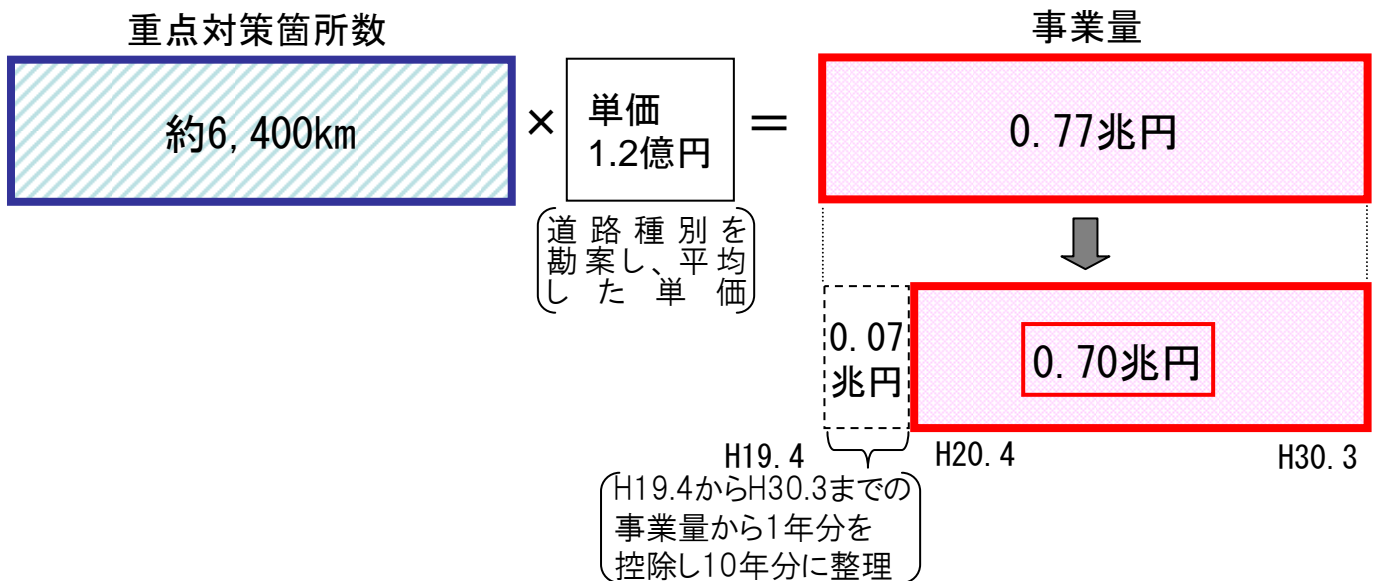 重点対策箇所数
事業量
約6,400km
×
単価
1.2億円
=
0.77兆円
道路種別を
勘案し、平均
した単価
0.07
兆円
0.70兆円
H19.4
H20.4
H30.3
H19.4からH30.3までの
事業量から1年分を
控除し10年分に整理